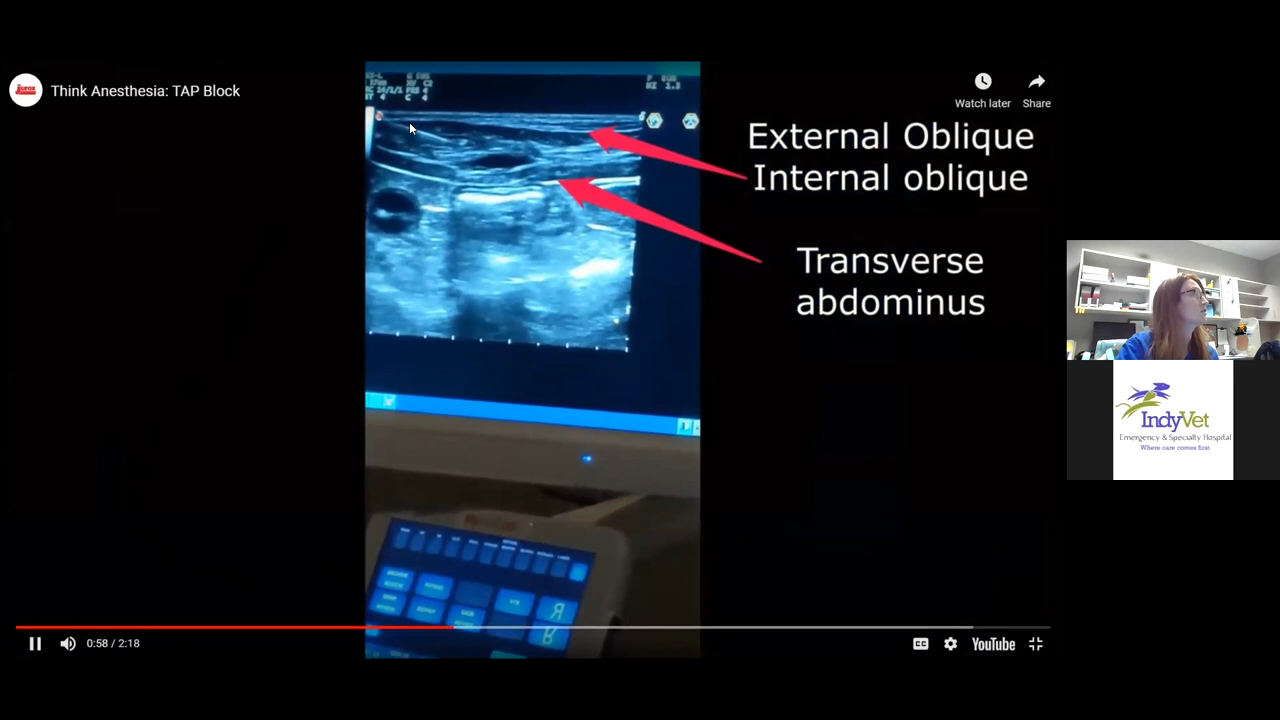 Think Anesthesia: TAP Block
Watch later
Share
External Oblique
Internal oblique
Transverse
abdominus
IndyVet
Emergency & Specialty Hospital
Where care comes first.
0:58 / 2:18
CC
YouTube